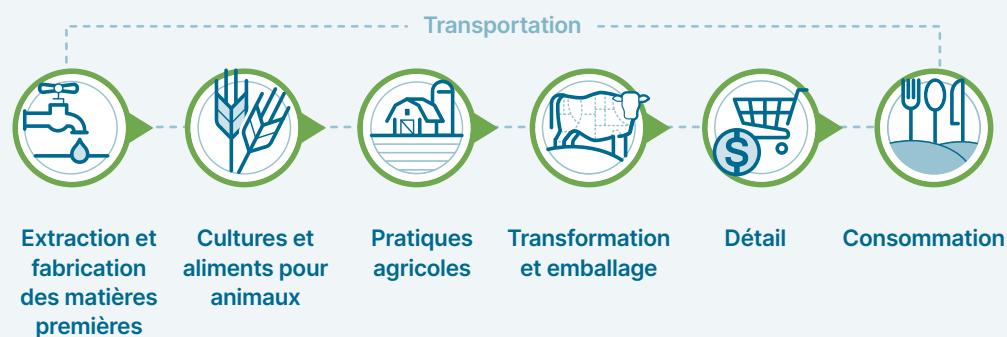 Transportation
Extraction et
fabrication
des matières
premières
Cultures et
aliments pour
animaux
Pratiques
agricoles
Transformation
et emballage
Détail
Consommation
$